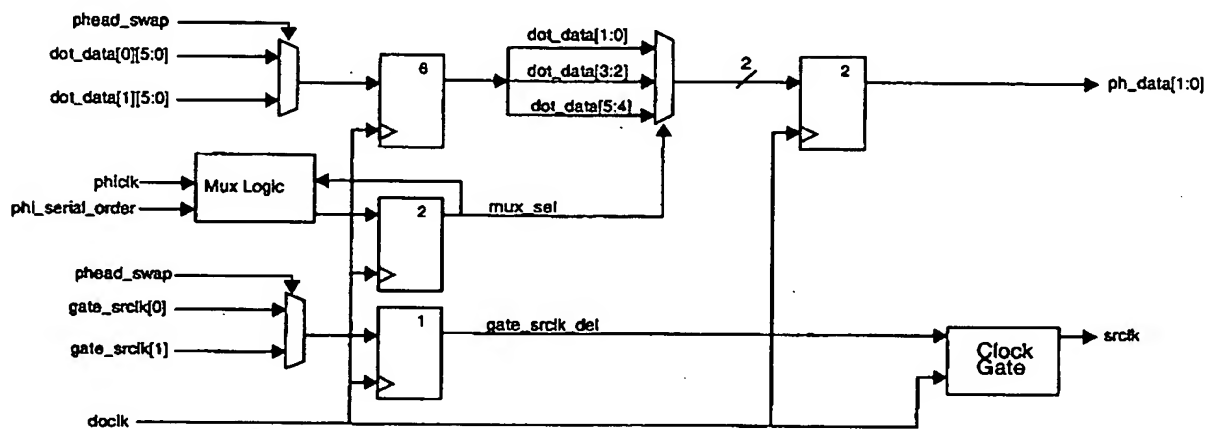 phead_swap
dot_data[0][5:0]
dot_data[1][5:0]
6
dot_data[1:0]
dot_data[3:2]
dot_data[5:4]
2
2
ph_data[1:0]
phiclk
phi_serial_order
Mux Logic
2
mux_sel
phead_swap
gate_srclk[0]
gate_srclk[1]
1
gate_srclk_del
Clock
Gate
srclk
doclk